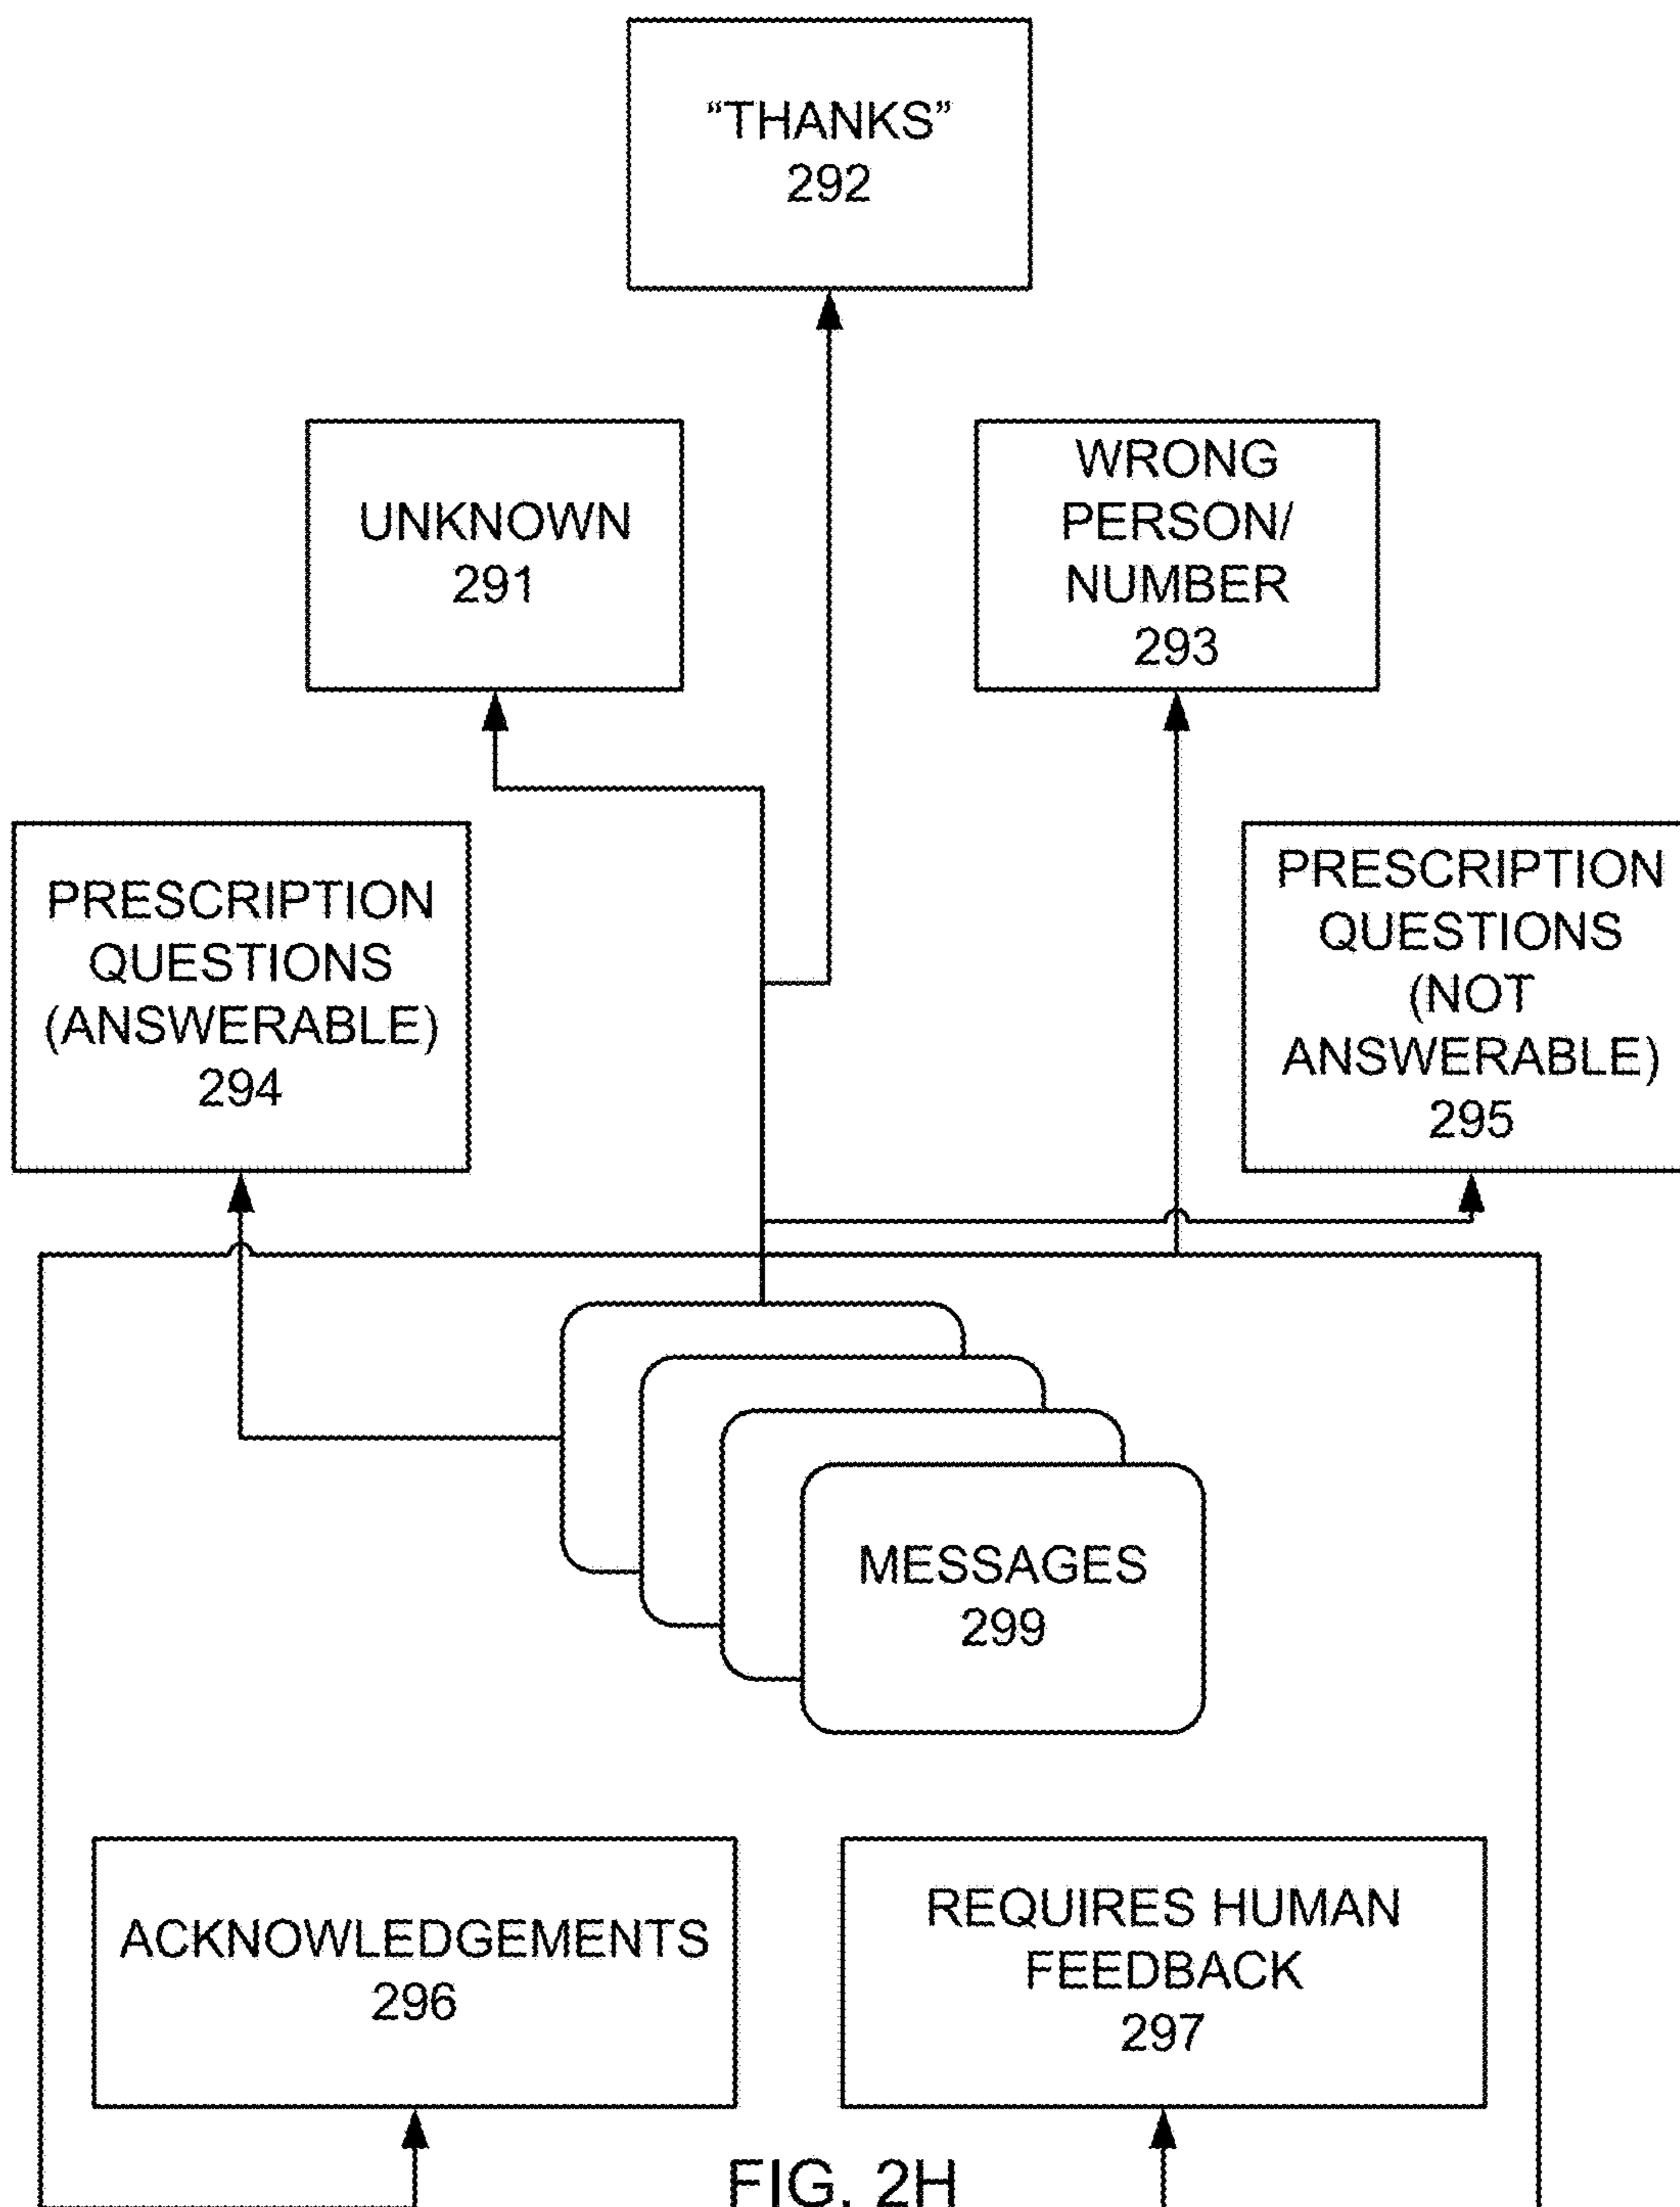 “THANKS”
292
UNKNOWN
291
WRONG
PERSON/
NUMBER
293
PRESCRIPTION
QUESTIONS
(ANSWERABLE)
294
PRESCRIPTION
QUESTIONS
(NOT
ANSWERABLE)
295
MESSAGES
299
ACKNOWLEDGEMENTS
296
REQUIRES HUMAN
FEEDBACK
297
FIG. 2H